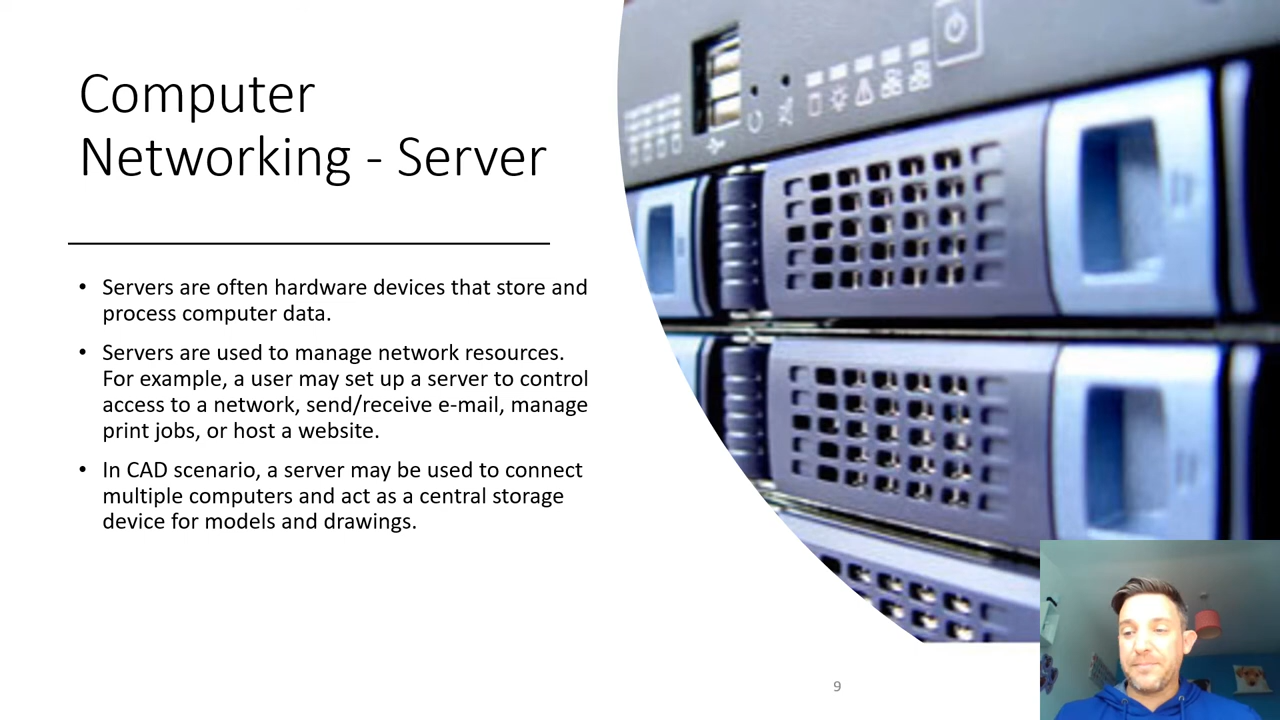 Computer
Networking - Server
• Servers are often hardware devices that store and
process computer data.
• Servers are used to manage network resources.
For example, a user may set up a server to control
access to a network, send/receive e-mail, manage
print jobs, or host a website.
• In CAD scenario, a server may be used to connect
multiple computers and act as a central storage
device for models and drawings.
9